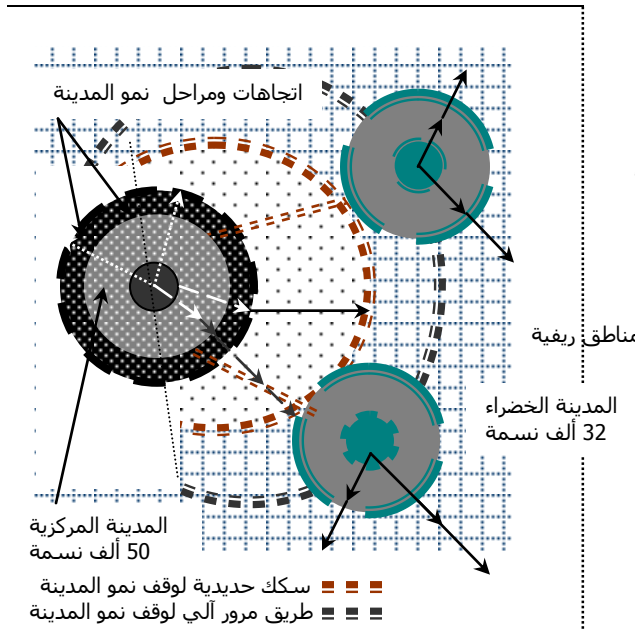 اتجاهات ومراحل نمو المدينة
مناطق ريفية
المدينة الخضراء
32 ألف نسمة
المدينة المركزية
50 ألف نسمة
سكك حديدية لوقف نمو المدينة
طريق مرور آلي لوقف نمو المدينة